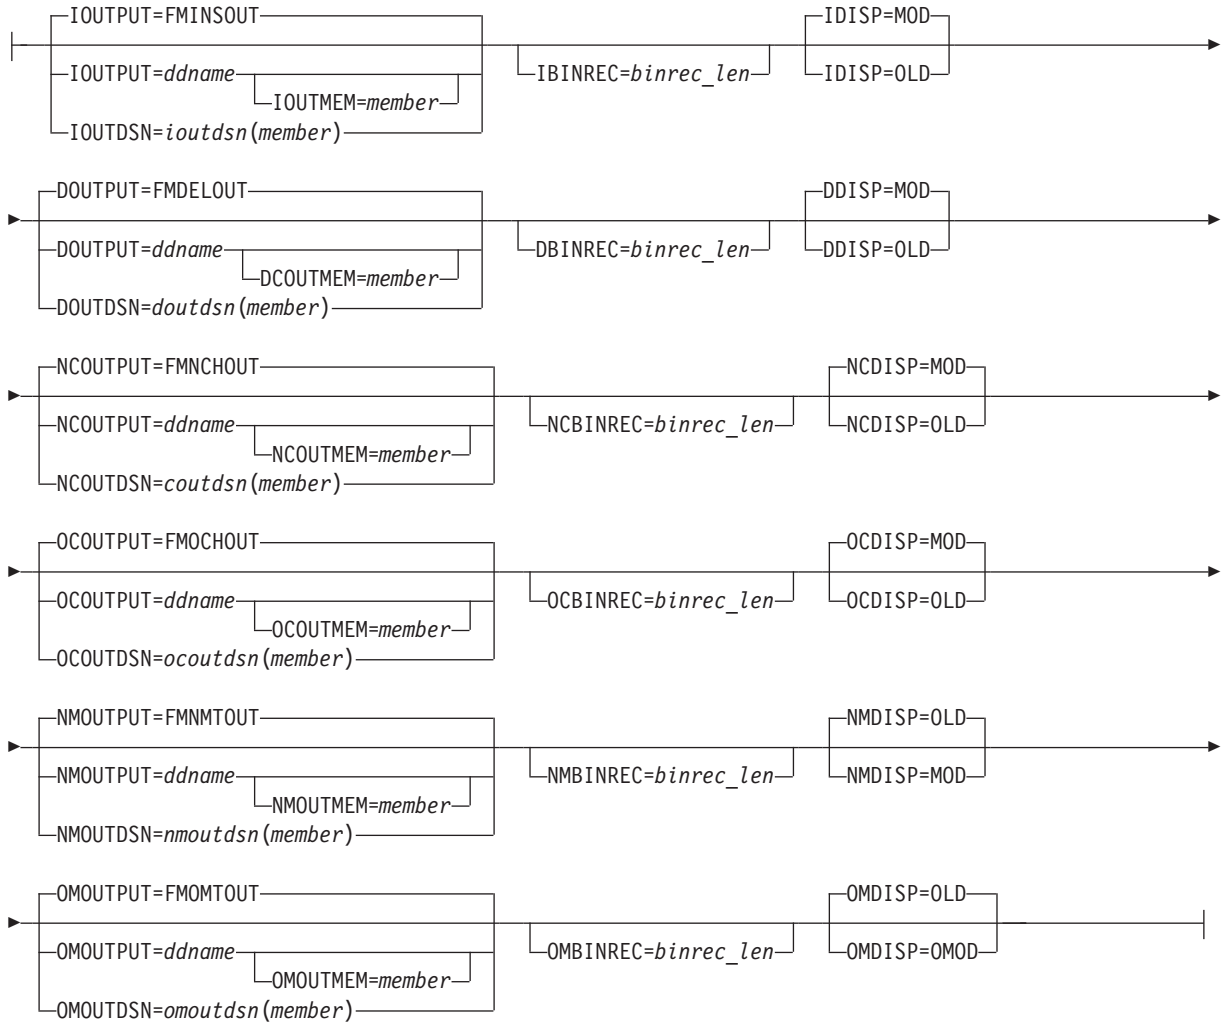 IOUTPUT=FMINSOUT IDISP=MOD
IOUTPUT=ddname IBINREC=binrec_len IDISP=OLD
IOUTMEM=member
IOUTDSN=ioutdsn(member)
DOUTPUT=FMDELOUT DDISP=MOD
DOUTPUT=ddname DBINREC=binrec_len DDISP=OLD
DCOUTMEM=member
DOUTDSN=doutdsn(member)
NCOUTPUT=FMNCHOUT NCDISP=MOD
NCOUTPUT=ddname NCBINREC=binrec_len NCDISP=OLD
NCOUTMEM=member
NCOUTDSN=coutdsn(member)
OCOUTPUT=FMOCHOUT OCDISP=MOD
OCOUTPUT=ddname OCBINREC=binrec_len OCDISP=OLD
OCOUTMEM=member
OCOUTDSN=ocoutdsn(member)
NMOUTPUT=FMNMTOUT NMDISP=OLD
NMOUTPUT=ddname NMBINREC=binrec_len NMDISP=MOD
NMOUTMEM=member
NMOUTDSN=nmoutdsn(member)
OMOUTPUT=FMOMTOUT OMDISP=OLD
OMOUTPUT=ddname OMBINREC=binrec_len OMDISP=OMOD
OMOUTMEM=member
OMOUTDSN=omoutdsn(member)